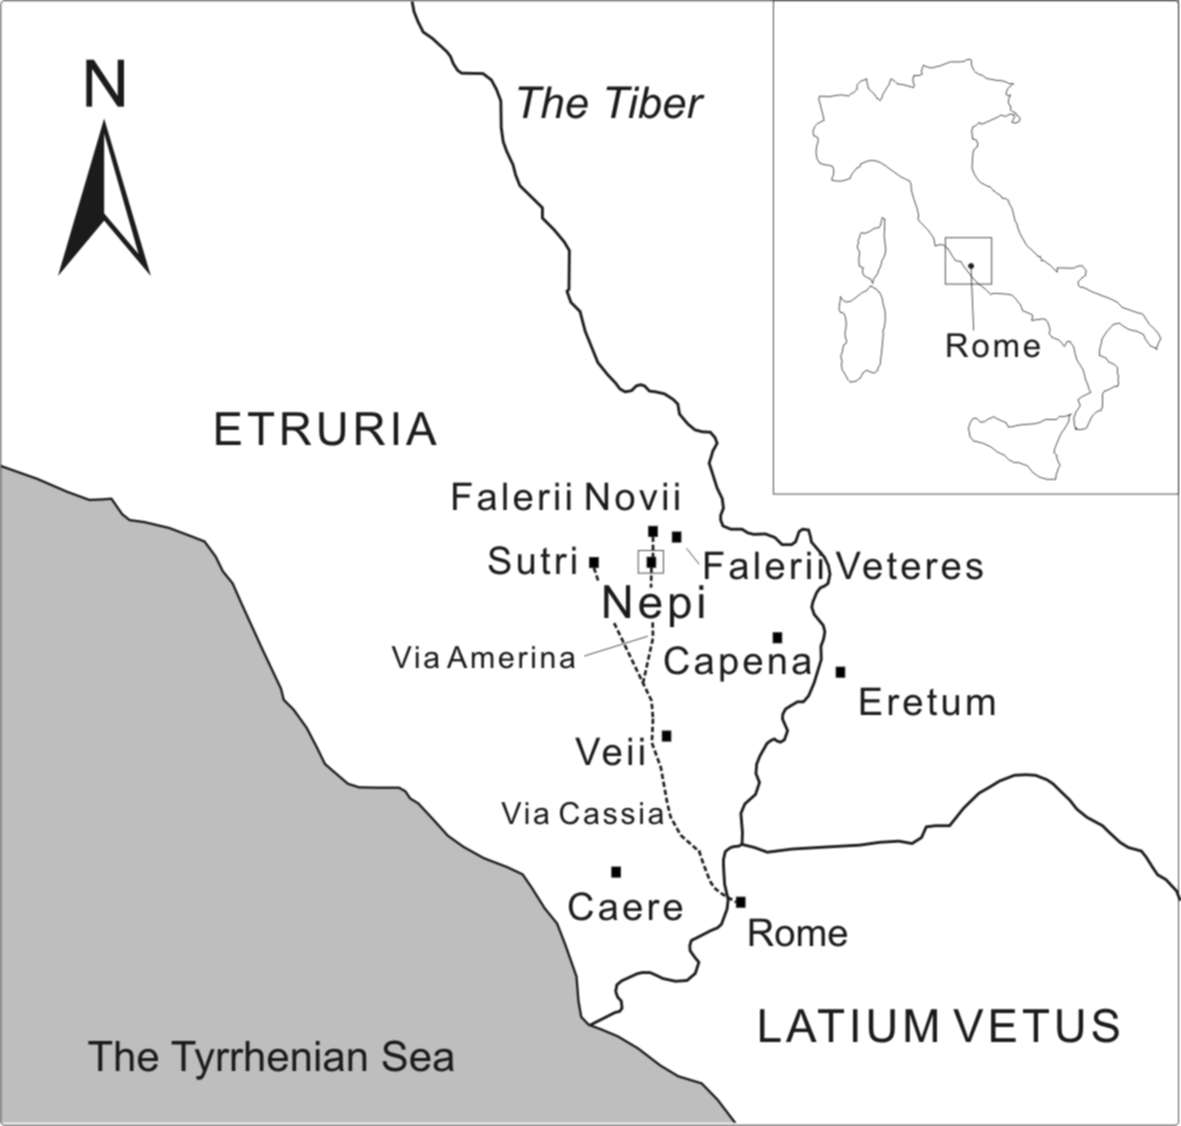 N
The Tiber
Rome
ETRURIA
Falerii Novii
Sutri
Falerii Veteres
Nepi
Via Amerina
Capena
Eretum
Veii
Via Cassia
Caere
Rome
LATIUM VETUS
The Tyrrhenian Sea